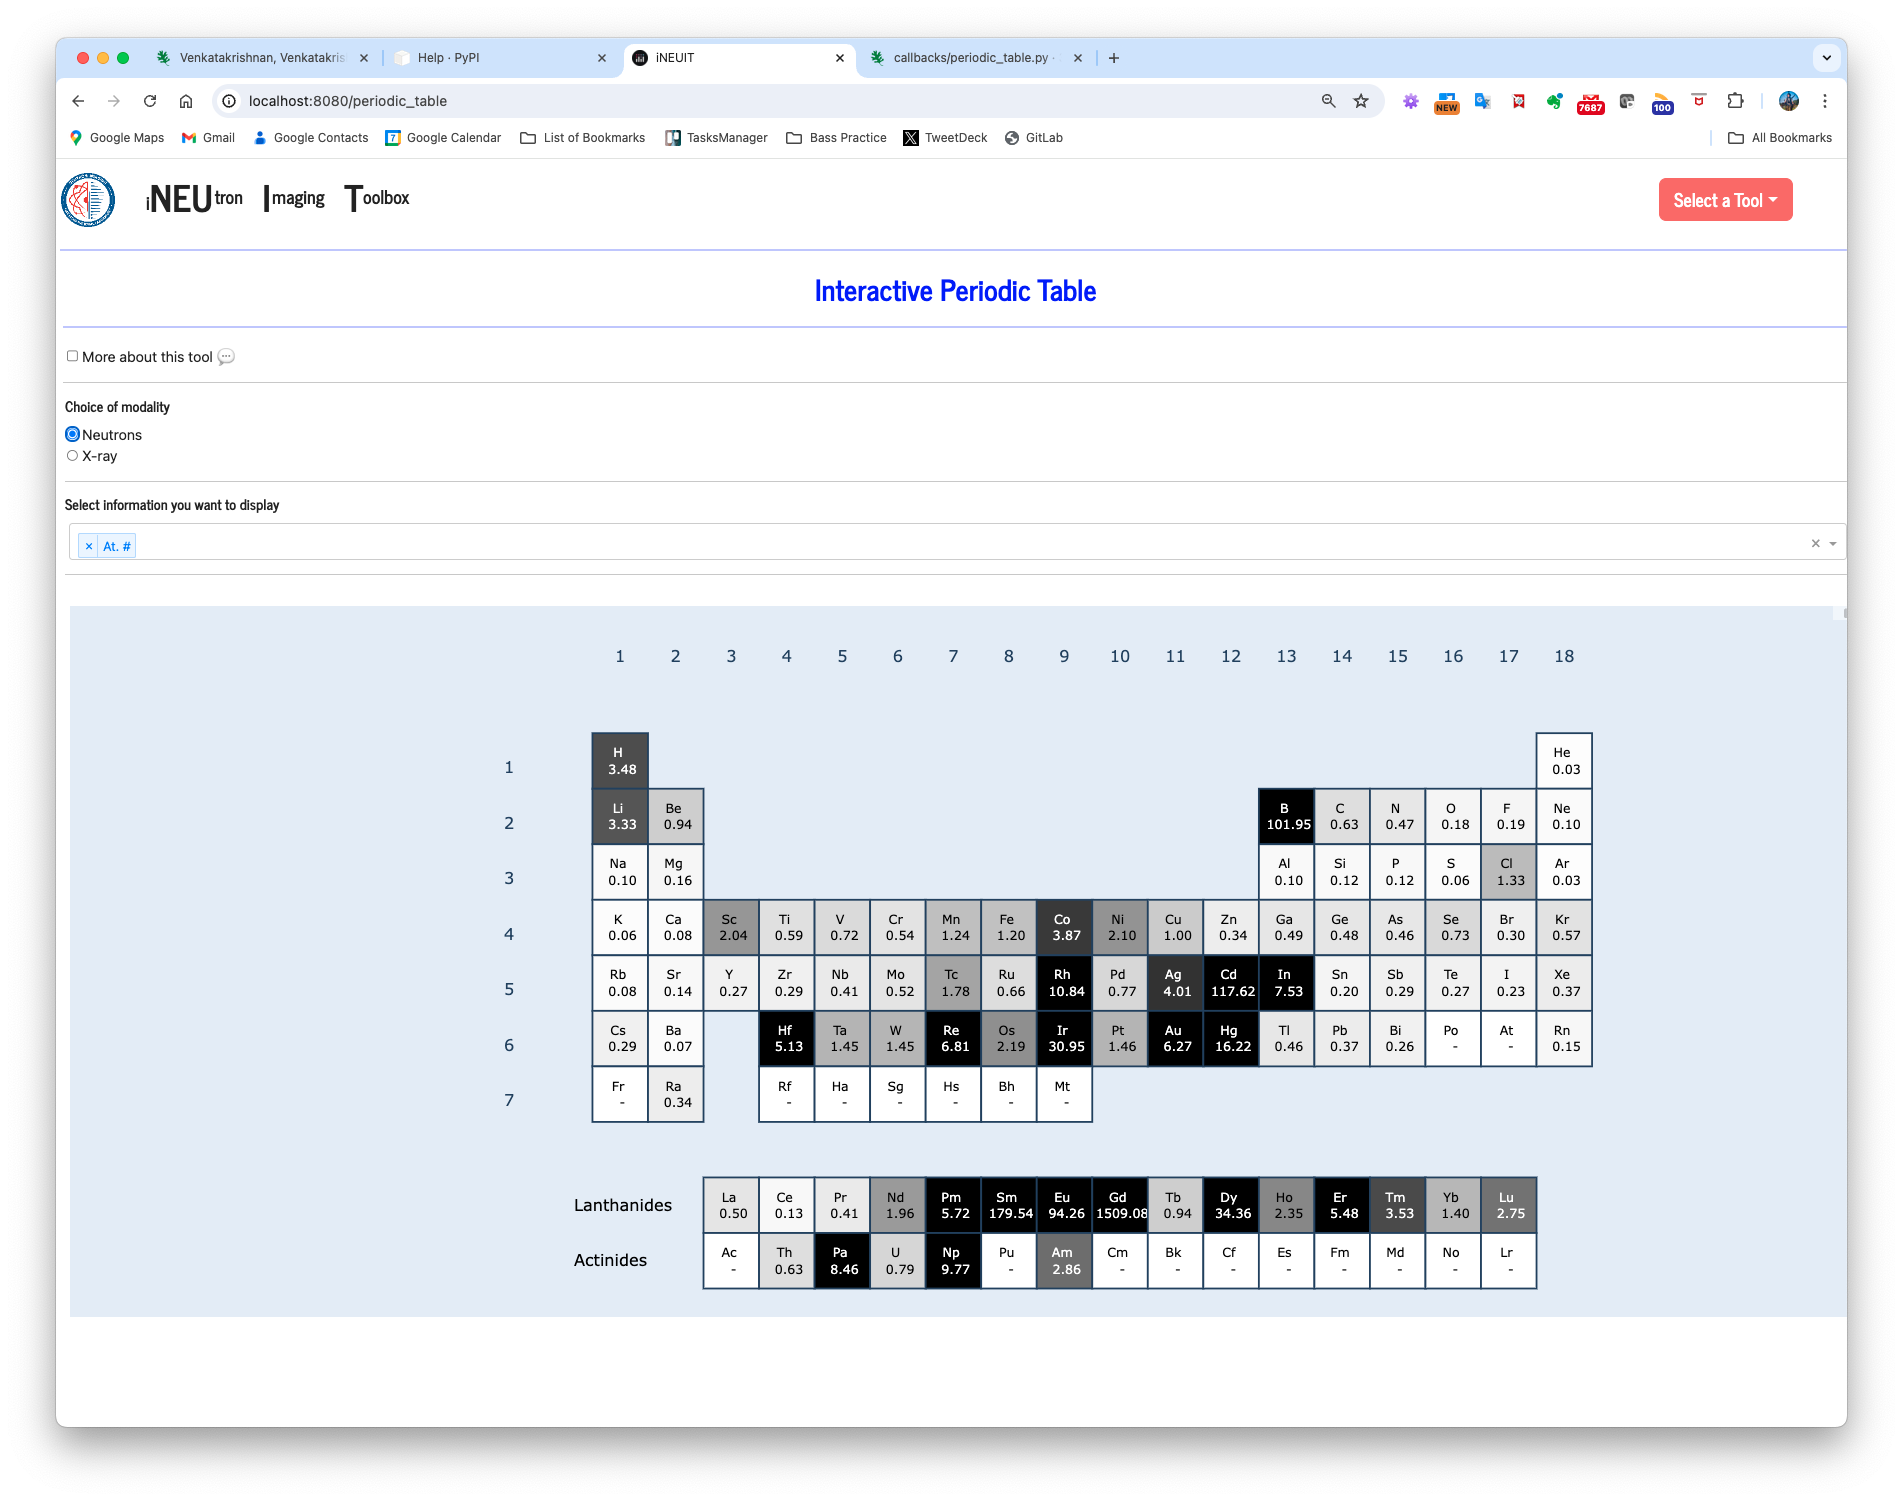 Venkatakrishnan, Venkatakris
Help · PyPI
iNEUIT
callbacks/periodic_table.py ·
localhost:8080/periodic_table
NEW
7687
100
Google Maps
Gmail
Google Contacts
7
Google Calendar
List of Bookmarks
TasksManager
Bass Practice
TweetDeck
GitLab
All Bookmarks
iNEUtron Imaging Toolbox
Select a Tool
Interactive Periodic Table
More about this tool
Choice of modality
Neutrons
X-ray
Select information you want to display
× At. #
1 2 3 4 5 6 7 8 9 10 11 12 13 14 15 16 17 18
H He
1
3.48 0.03
Li Be B C N O F Ne
2
3.33 0.94 101.95 0.63 0.47 0.18 0.19 0.10
Na Mg Al Si P S Cl Ar
3
0.10 0.16 0.10 0.12 0.12 0.06 1.33 0.03
K Ca Sc Ti V Cr Mn Fe Co Ni Cu Zn Ga Ge As Se Br Kr
4
0.06 0.08 2.04 0.59 0.72 0.54 1.24 1.20 3.87 2.10 1.00 0.34 0.49 0.48 0.46 0.73 0.30 0.57
Rb Sr Y Zr Nb Mo Tc Ru Rh Pd Ag Cd In Sn Sb Te I Xe
5
0.08 0.14 0.27 0.29 0.41 0.52 1.78 0.66 10.84 0.77 4.01 117.62 7.53 0.20 0.29 0.27 0.23 0.37
Cs Ba Hf Ta W Re Os Ir Pt Au Hg Tl Pb Bi Po At Rn
6
0.29 0.07 5.13 1.45 1.45 6.81 2.19 30.95 1.46 6.27 16.22 0.46 0.37 0.26 - - 0.15
Fr Ra Rf Ha Sg Hs Bh Mt
7
- 0.34 - - - - - -
La Ce Pr Nd Pm Sm Eu Gd Tb Dy Ho Er Tm Yb Lu
Lanthanides
0.50 0.13 0.41 1.96 5.72 179.54 94.26 1509.08 0.94 34.36 2.35 5.48 3.53 1.40 2.75
Ac Th Pa U Np Pu Am Cm Bk Cf Es Fm Md No Lr
Actinides
- 0.63 8.46 0.79 9.77 - 2.86 - - - - - - - -